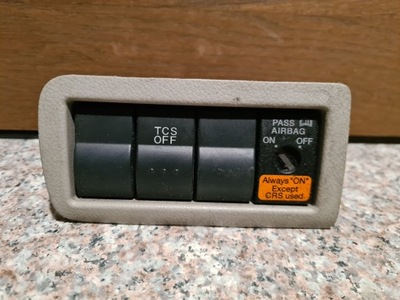 TCS
OFF
PASS
AIRBAG
ON OFF
Always "ON"
Except
CRS used